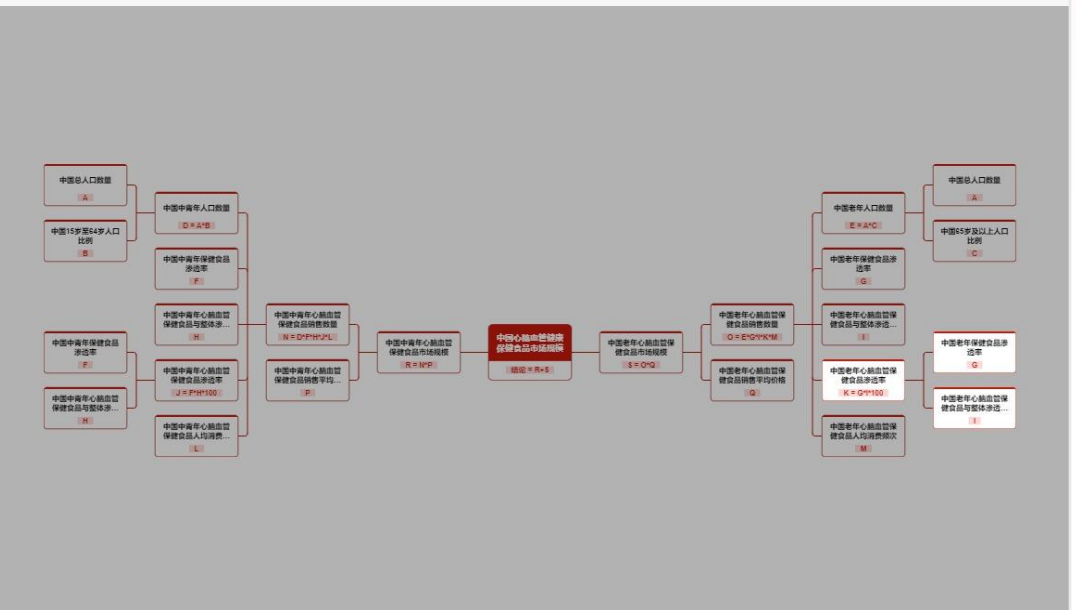 中国总人口数量
A
中国15岁至64岁人口
比例
B
中国中青年人口数量
D = A*B
中国中青年保健食品
渗透率
F
中国中青年心脑血管
保健食品与整体渗...
H
中国中青年保健食品
渗透率
F
中国中青年心脑血管
保健食品与整体渗...
H
中国中青年心脑血管
保健食品渗透率
J = F*H*100
中国中青年心脑血管
保健食品人均消费...
L
中国中青年心脑血管
保健食品销售数量
N = D*F*H*J*L
中国中青年心脑血管
保健食品销售平均...
P
中国中青年心脑血管
保健食品市场规模
R = N*P
中国心脑血管健康
保健食品市场规模
结论 = R+S
中国老年心脑血管保
健食品市场规模
S = O*Q
中国老年心脑血管保
健食品销售数量
O = E*G*I*K*M
中国老年心脑血管保
健食品销售平均价格
Q
中国老年人口数量
E = A*C
中国老年保健食品渗
透率
G
中国老年心脑血管保
健食品与整体渗透...
I
中国老年心脑血管保
健食品渗透率
K = G*I*100
中国老年心脑血管保
健食品人均消费频次
M
中国总人口数量
A
中国65岁及以上人口
比例
C
中国老年保健食品渗
透率
G
中国老年心脑血管保
健食品与整体渗透...
I